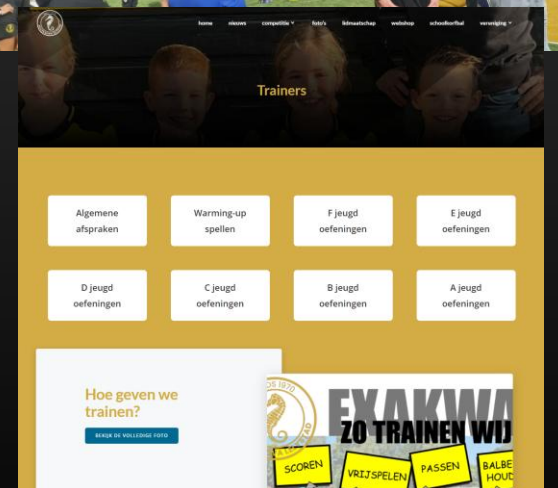 home nieuws competitie foto's lidmaatschap webshop schoolkorfbal vereniging
Trainers
Algemene
afspraken
Warming-up
spellen
F jeugd
oefeningen
E jeugd
oefeningen
D jeugd
oefeningen
C jeugd
oefeningen
B jeugd
oefeningen
A jeugd
oefeningen
Hoe geven we
trainen?
BEKIJK DE VOLLEDIGE FOTO
EXAKWA
ZO TRAINEN WIJ
SCOREN
VRIJSPELEN
PASSEN
BALBE
HOUD